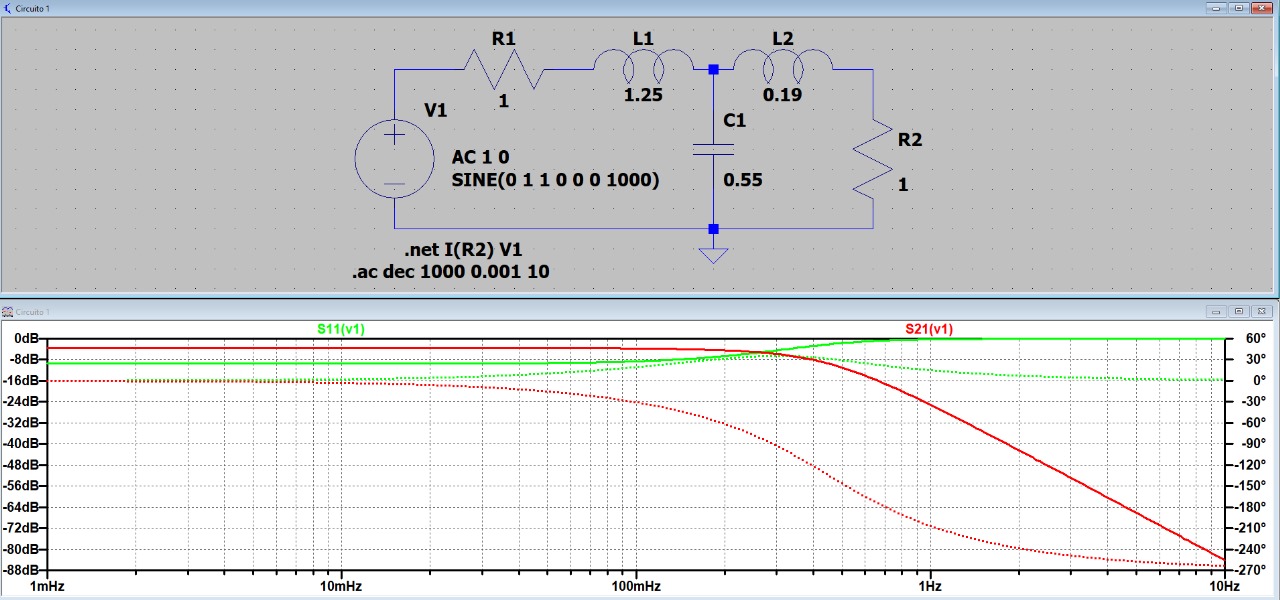 Circuito 1
R1
L1
L2
1
1.25
0.19
V1
C1
R2
AC 1 0
SINE(0 1 1 0 0 0 1000)
0.55
1
.net I(R2) V1
.ac dec 1000 0.001 10
Circuito 1
S11(v1)
S21(v1)
0dB
60°
-8dB
30°
-16dB
0°
-24dB
-30°
-32dB
-60°
-40dB
-90°
-48dB
-120°
-56dB
-150°
-64dB
-180°
-72dB
-210°
-80dB
-240°
-88dB
-270°
1mHz
10mHz
100mHz
1Hz
10Hz